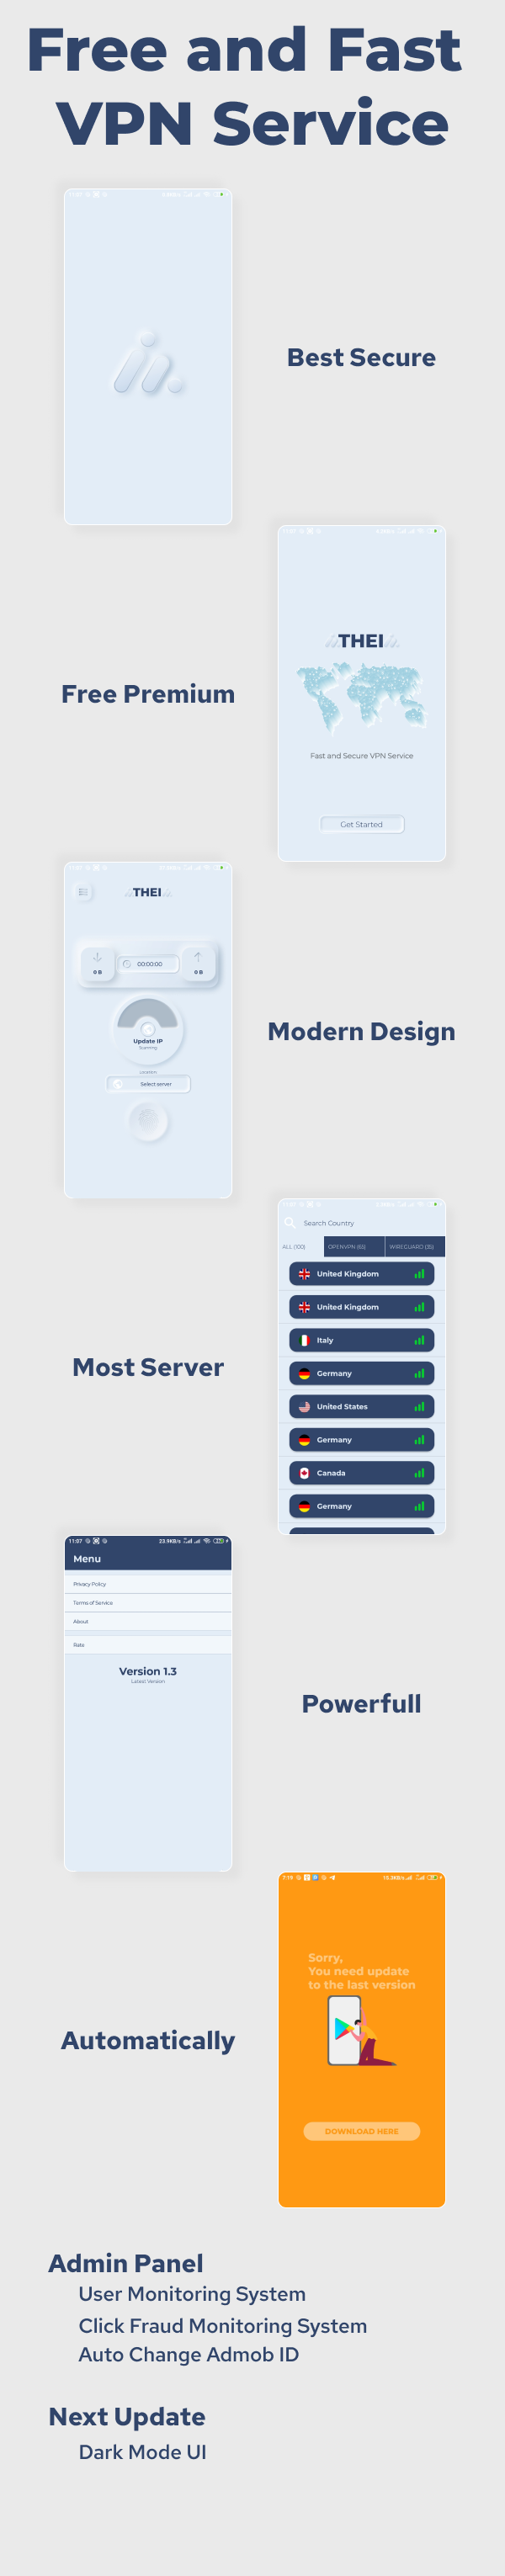 Free and Fast
VPN Service
Best Secure
11:07
THEI
Free Premium
Fast and Secure VPN Service
Get Started
THEI
0 B
00:00:00
0 B
Update IP
Scanning
Modern Design
Location
Select server
Search Country
ALL (100)
OPENVPN (65)
WIREGUARD (35)
United Kingdom
United Kingdom
Italy
Most Server
Germany
United States
Germany
Canada
Germany
11:07
23.9KB/s
Menu
Privacy Policy
Terms of Service
About
Rate
Version 1.3
Latest Version
Powerfull
7:19
18.3KB/s
Sorry,
You need update
to the last version
Automatically
DOWNLOAD HERE
Admin Panel
User Monitoring System
Click Fraud Monitoring System
Auto Change Admob ID
Next Update
Dark Mode UI